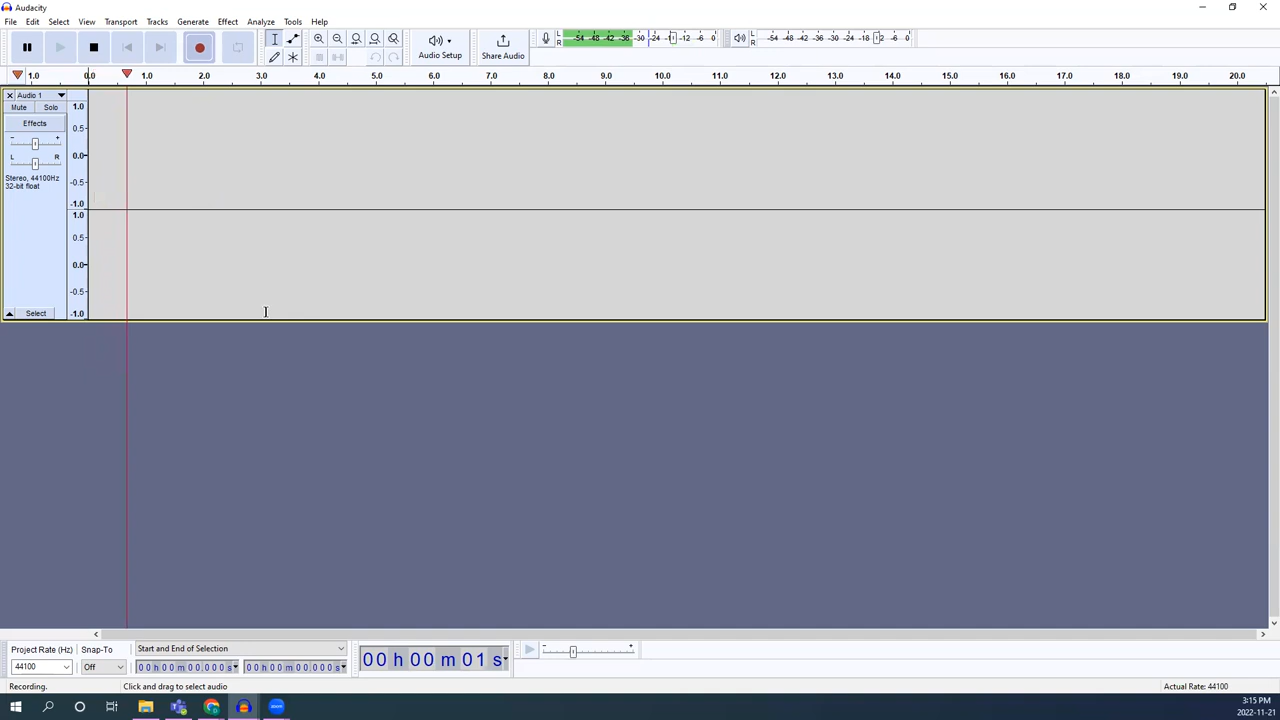 Audacity
File Edit Select View Transport Tracks Generate Effect Analyze Tools Help
Audio Setup
Share Audio
L
R
-54 -48 -42 -36 -30 -24 -12 -6 0
L
R
-54 -48 -42 -36 -30 -24 -18 -12 -6 0
1.0 0.0 1.0 2.0 3.0 4.0 5.0 6.0 7.0 8.0 9.0 10.0 11.0 12.0 13.0 14.0 15.0 16.0 17.0 18.0 19.0 20.0
Audio 1
Mute Solo
Effects
- +
L R
Stereo, 44100Hz
32-bit float
Select
1.0
0.5
0.0
-0.5
-1.0
1.0
0.5
0.0
-0.5
-1.0
Project Rate (Hz) Snap-To Start and End of Selection
44100 Off 00 h 00 m 00.000 s 00 h 00 m 00.000 s
00 h 00 m 01 s
- +
Recording. Click and drag to select audio Actual Rate: 44100
zoom
3:15 PM
2022-11-21